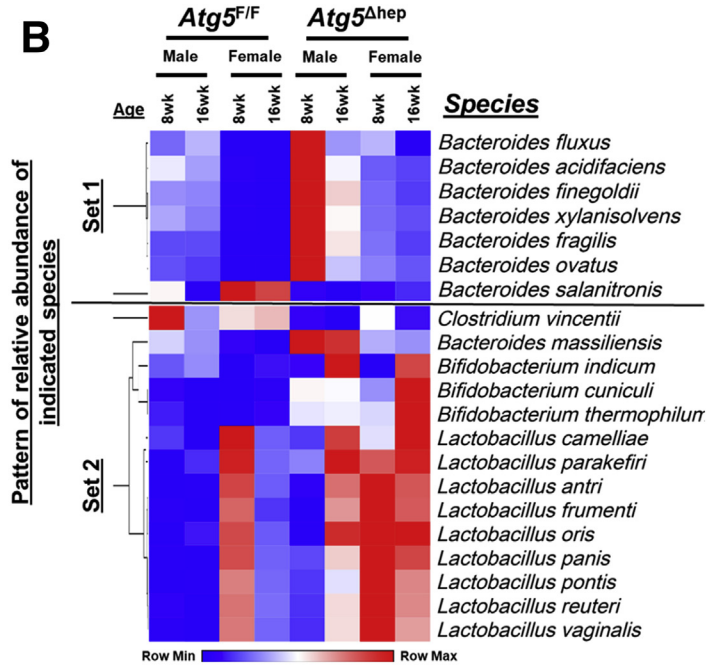 B
Atg5F/F Atg5Δhep
Male Female Male Female
Age 8wk 16wk 8wk 16wk 8wk 16wk 8wk 16wk Species
Pattern of relative abundance of
indicated species
Set 1
Bacteroides fluxus
Bacteroides acidifaciens
Bacteroides finegoldii
Bacteroides xylanisolvens
Bacteroides fragilis
Bacteroides ovatus
Bacteroides salanitronis
Set 2
Clostridium vincentii
Bacteroides massiliensis
Bifidobacterium indicum
Bifidobacterium cuniculi
Bifidobacterium thermophilum
Lactobacillus camelliae
Lactobacillus parakefiri
Lactobacillus antri
Lactobacillus frumenti
Lactobacillus oris
Lactobacillus panis
Lactobacillus pontis
Lactobacillus reuteri
Lactobacillus vaginalis
Row Min Row Max